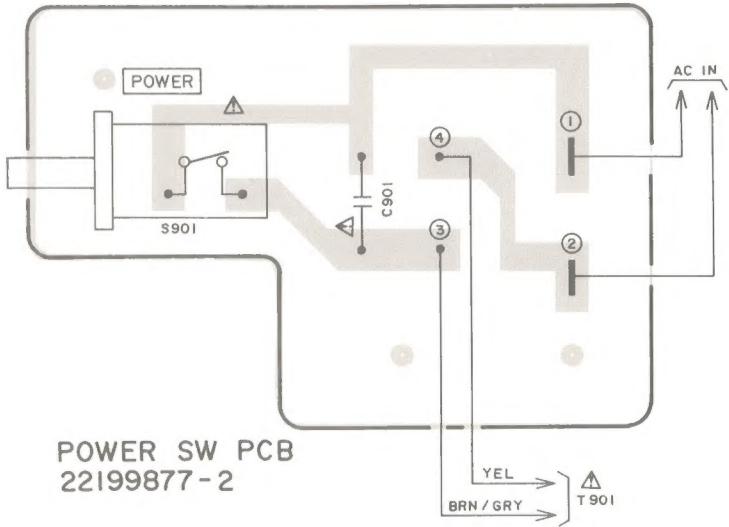 AC IN
POWER
④
①
C901
S901
③
②
POWER SW PCB
22199877-2
YEL
T901
BRN/GRY